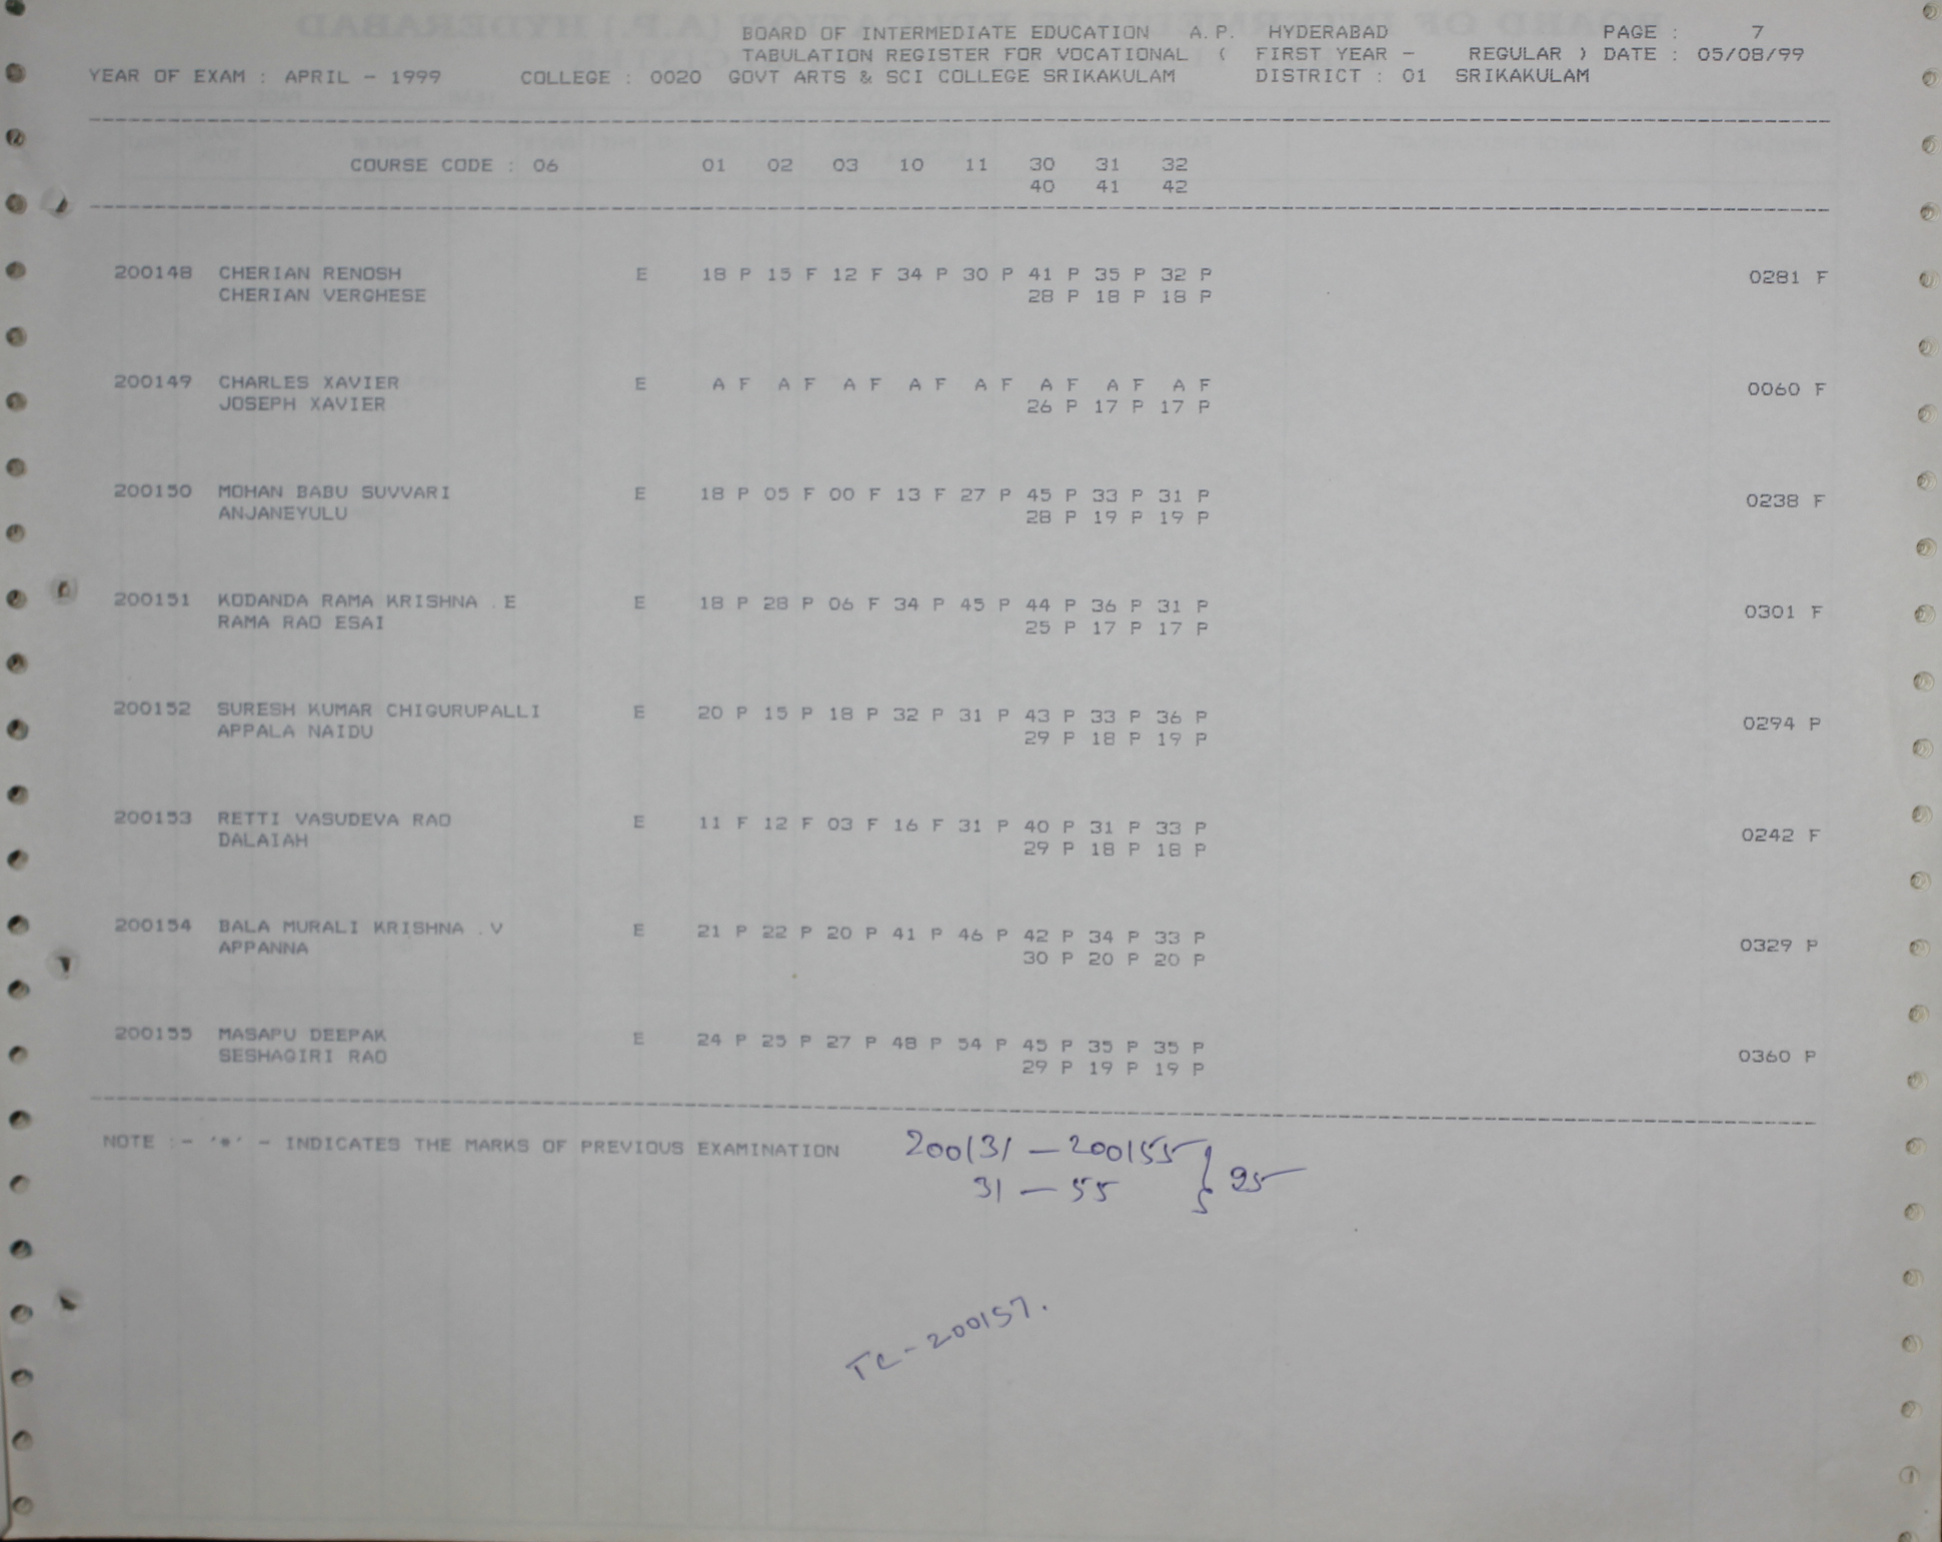 BOARD OF INTERMEDIATE EDUCATION A.P. HYDERABAD PAGE : 7
TABULATION REGISTER FOR VOCATIONAL ( FIRST YEAR - REGULAR ) DATE : 05/08/99
YEAR OF EXAM : APRIL - 1999 COLLEGE : 0020 GOVT ARTS & SCI COLLEGE SRIKAKULAM DISTRICT : 01 SRIKAKULAM
COURSE CODE : 06 01 02 03 10 11 30 31 32
40 41 42
200148 CHERIAN RENOSH E 18 P 15 F 12 F 34 P 30 P 41 P 35 P 32 P 0281 F
CHERIAN VERGHESE 28 P 18 P 18 P
200149 CHARLES XAVIER E A F A F A F A F A F A F A F A F 0060 F
JOSEPH XAVIER 26 P 17 P 17 P
200150 MOHAN BABU SUVVARI E 18 P 05 F 00 F 13 F 27 P 45 P 33 P 31 P 0238 F
ANJANEYULU 28 P 19 P 19 P
200151 KODANDA RAMA KRISHNA .E E 18 P 28 P 06 F 34 P 45 P 44 P 36 P 31 P 0301 F
RAMA RAO ESAI 25 P 17 P 17 P
200152 SURESH KUMAR CHIGURUPALLI E 20 P 15 P 18 P 32 P 31 P 43 P 33 P 36 P 0294 P
APPALA NAIDU 29 P 18 P 19 P
200153 RETTI VASUDEVA RAO E 11 F 12 F 03 F 16 F 31 P 40 P 31 P 33 P 0242 F
DALAIAH 29 P 18 P 18 P
200154 BALA MURALI KRISHNA .V E 21 P 22 P 20 P 41 P 46 P 42 P 34 P 33 P 0329 P
APPANNA 30 P 20 P 20 P
200155 MASAPU DEEPAK E 24 P 25 P 27 P 48 P 54 P 45 P 35 P 35 P 0360 P
SESHAGIRI RAO 29 P 19 P 19 P
NOTE :- '*' - INDICATES THE MARKS OF PREVIOUS EXAMINATION
200131 - 200155 } 25
31 - 55
TC - 200157.